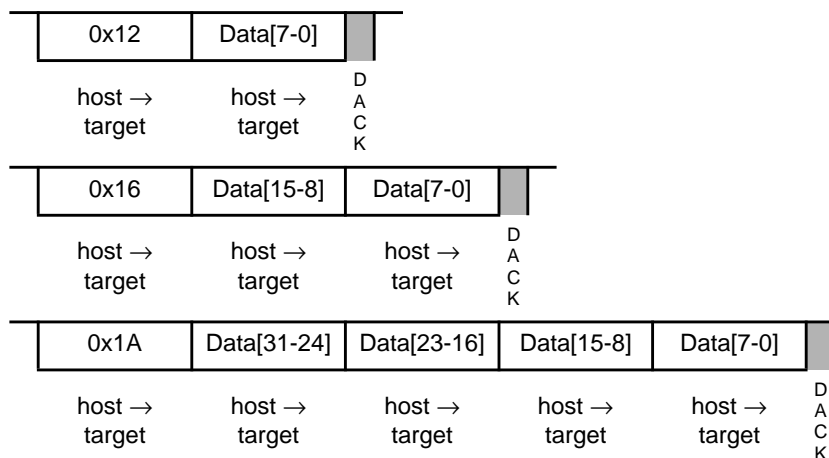 0x12 Data[7-0]
host → host →
target target
D
A
C
K
0x16 Data[15-8] Data[7-0]
host → host → host →
target target target
D
A
C
K
0x1A Data[31-24] Data[23-16] Data[15-8] Data[7-0]
host → host → host → host → host →
target target target target target
D
A
C
K